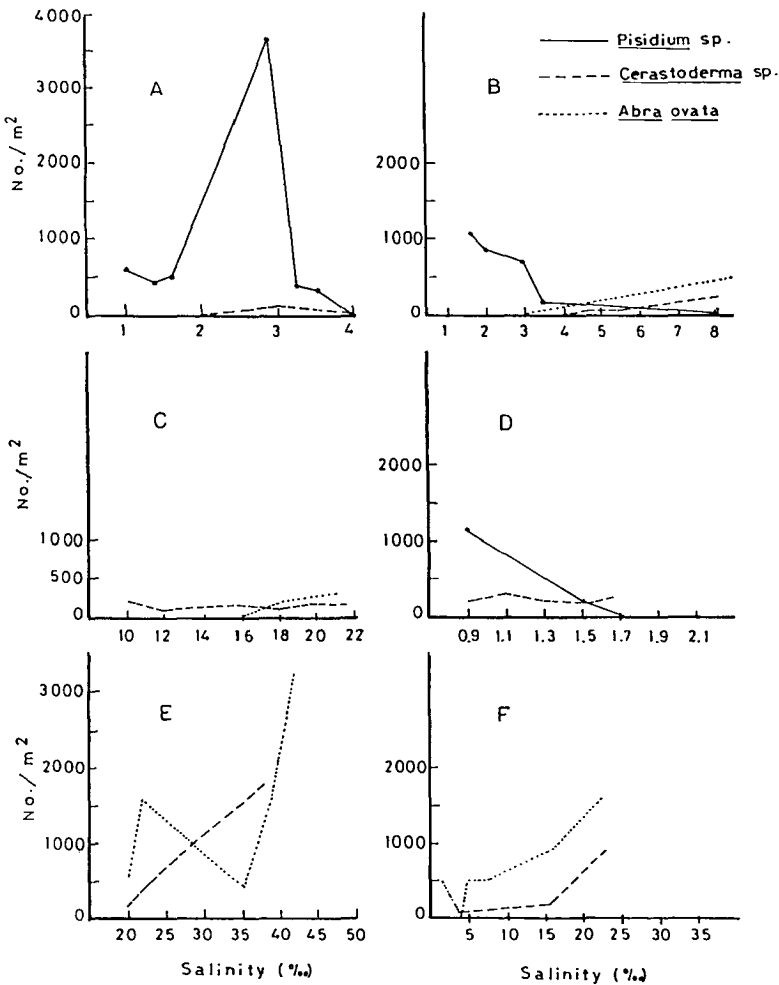 Pisidium sp.
Cerastoderma sp.
Abra ovata
A
No./m²
4000
3000
2000
1000
0
1 2 3 4
B
2000
1000
0
1 2 3 4 5 6 7 8
C
No./m²
1000
500
0
10 12 14 16 18 20 22
D
2000
1000
0
0.9 1.1 1.3 1.5 1.7 1.9 2.1
E
No./m²
3000
2000
1000
0
20 25 30 35 40 45 50
Salinity (‰)
F
2000
1000
0
5 10 15 20 25 30 35
Salinity (‰)